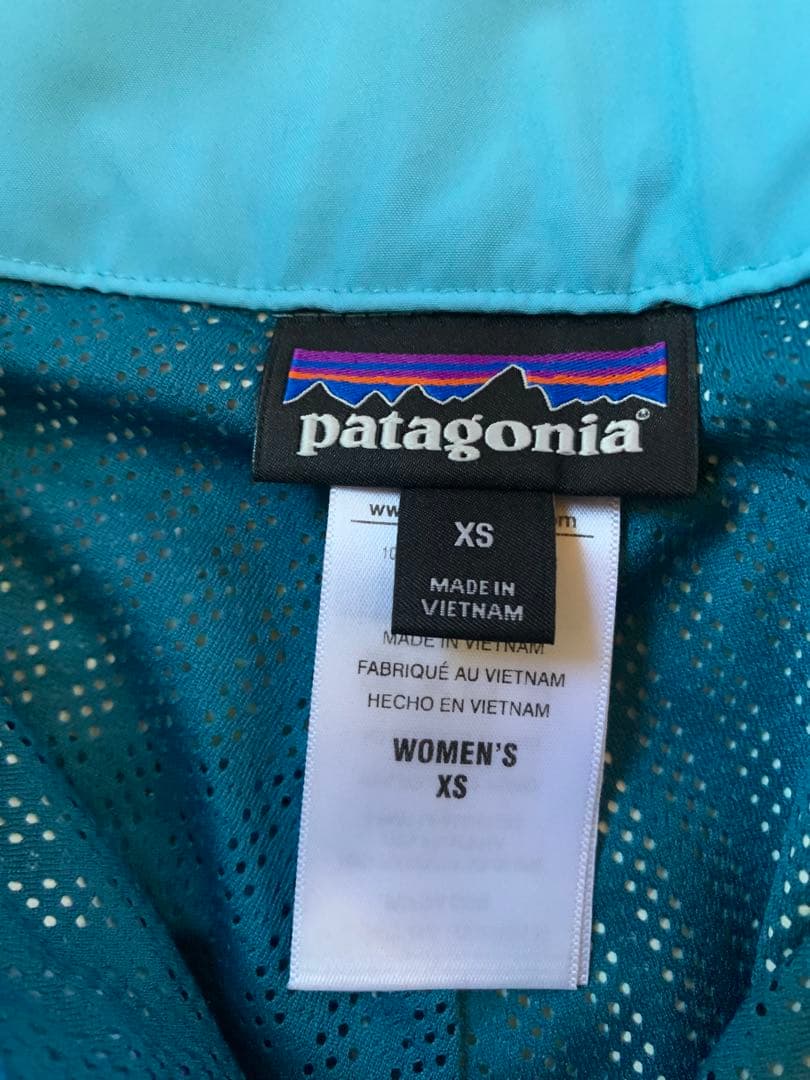 patagonia®
XS
MADE IN
VIETNAM
MADE IN VIETNAM
FABRIQUÉ AU VIETNAM
HECHO EN VIETNAM
WOMEN'S
XS